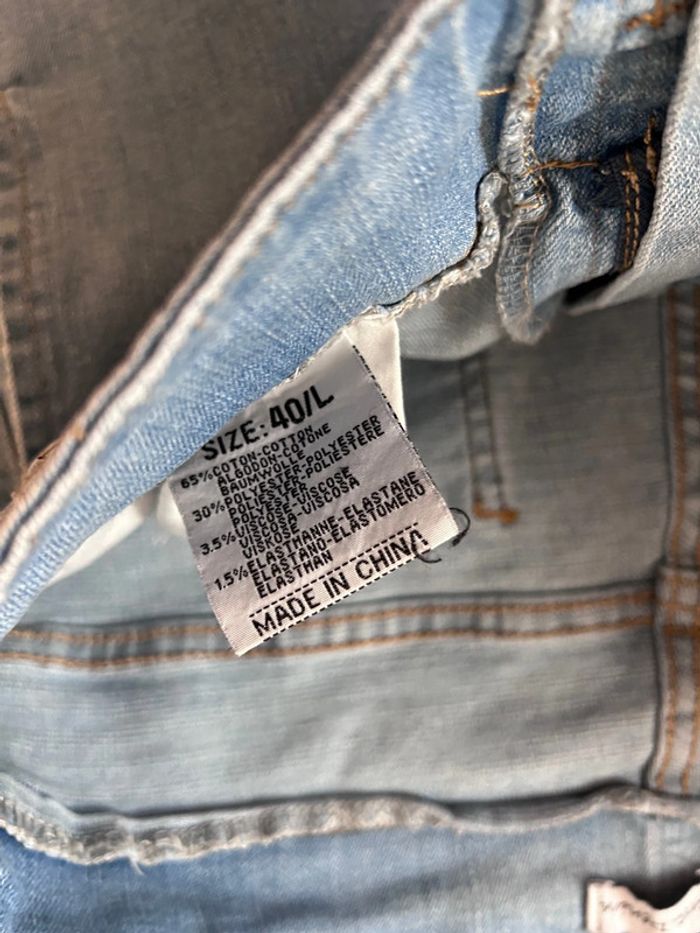 SIZE: 40/L
65% COTON-COTTON
ALGODON-COTONE
BAUMWOLLE
30% POLYESTER-POLYESTER
POLYESTER-POLIESTERE
POLYESTER
3.5% VISCOSE-VISCOSE
VISCOSA-VISCOSA
VISKOSE
1.5% ELASTHANNE-ELASTANE
ELASTANO-ELASTOMERO
ELASTHAN
MADE IN CHINA